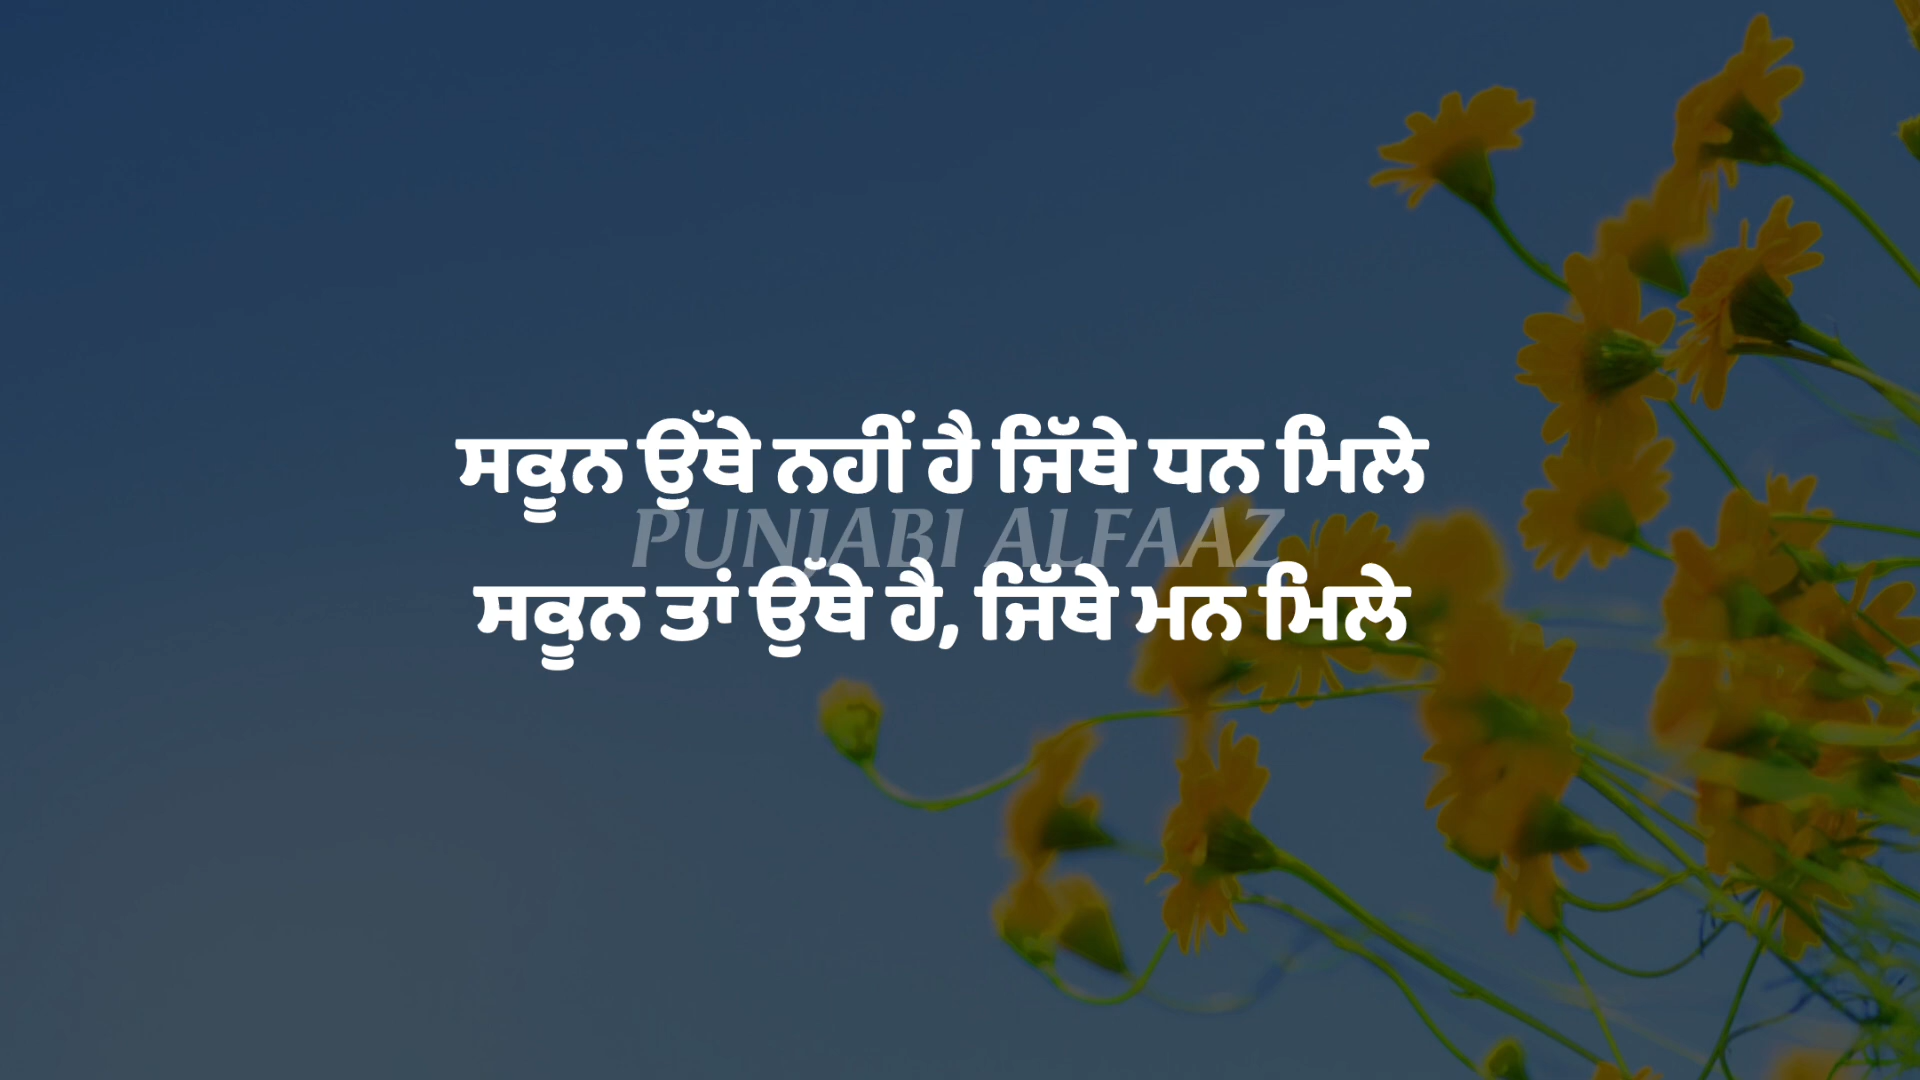 ਸਕੂਨ ਉੱਥੇ ਨਹੀਂ ਹੈ ਜਿੱਥੇ ਧਨ ਮਿਲੇ
PUNJABI ALFAAZ
ਸਕੂਨ ਤਾਂ ਉੱਥੇ ਹੈ, ਜਿੱਥੇ ਮਨ ਮਿਲੇ